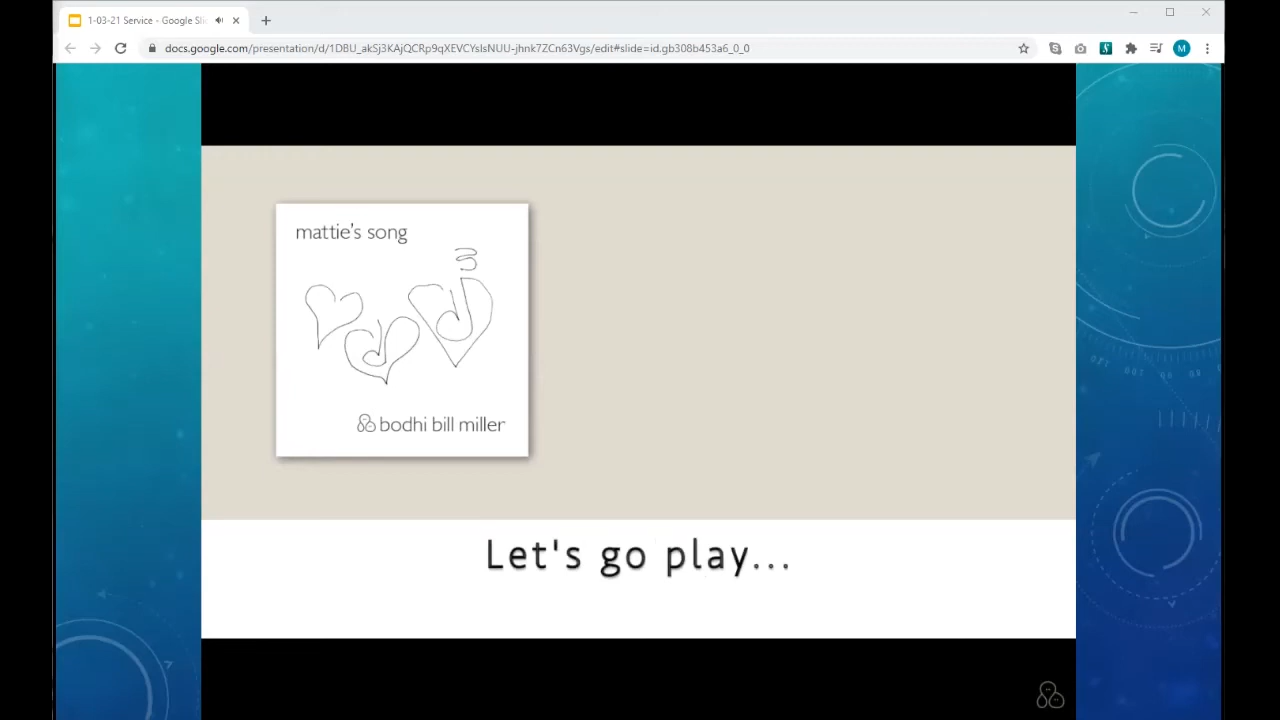 1-03-21 Service - Google Sli
docs.google.com/presentation/d/1DBU_akSj3KAjQCRp9qXEVCYslsNUU-jhnk7ZCn63Vgs/edit#slide=id.gb308b453a6_0_0
M
mattie's song
bodhi bill miller
Let's go play...